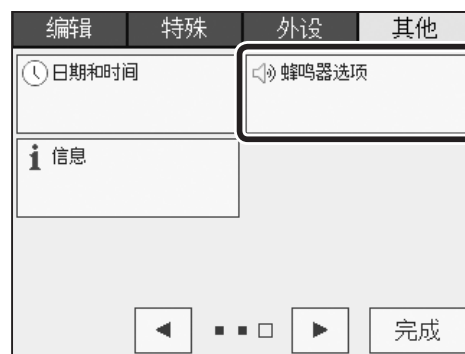 编辑 特殊 外设 其他
日期和时间 蜂鸣器选项
信息
完成